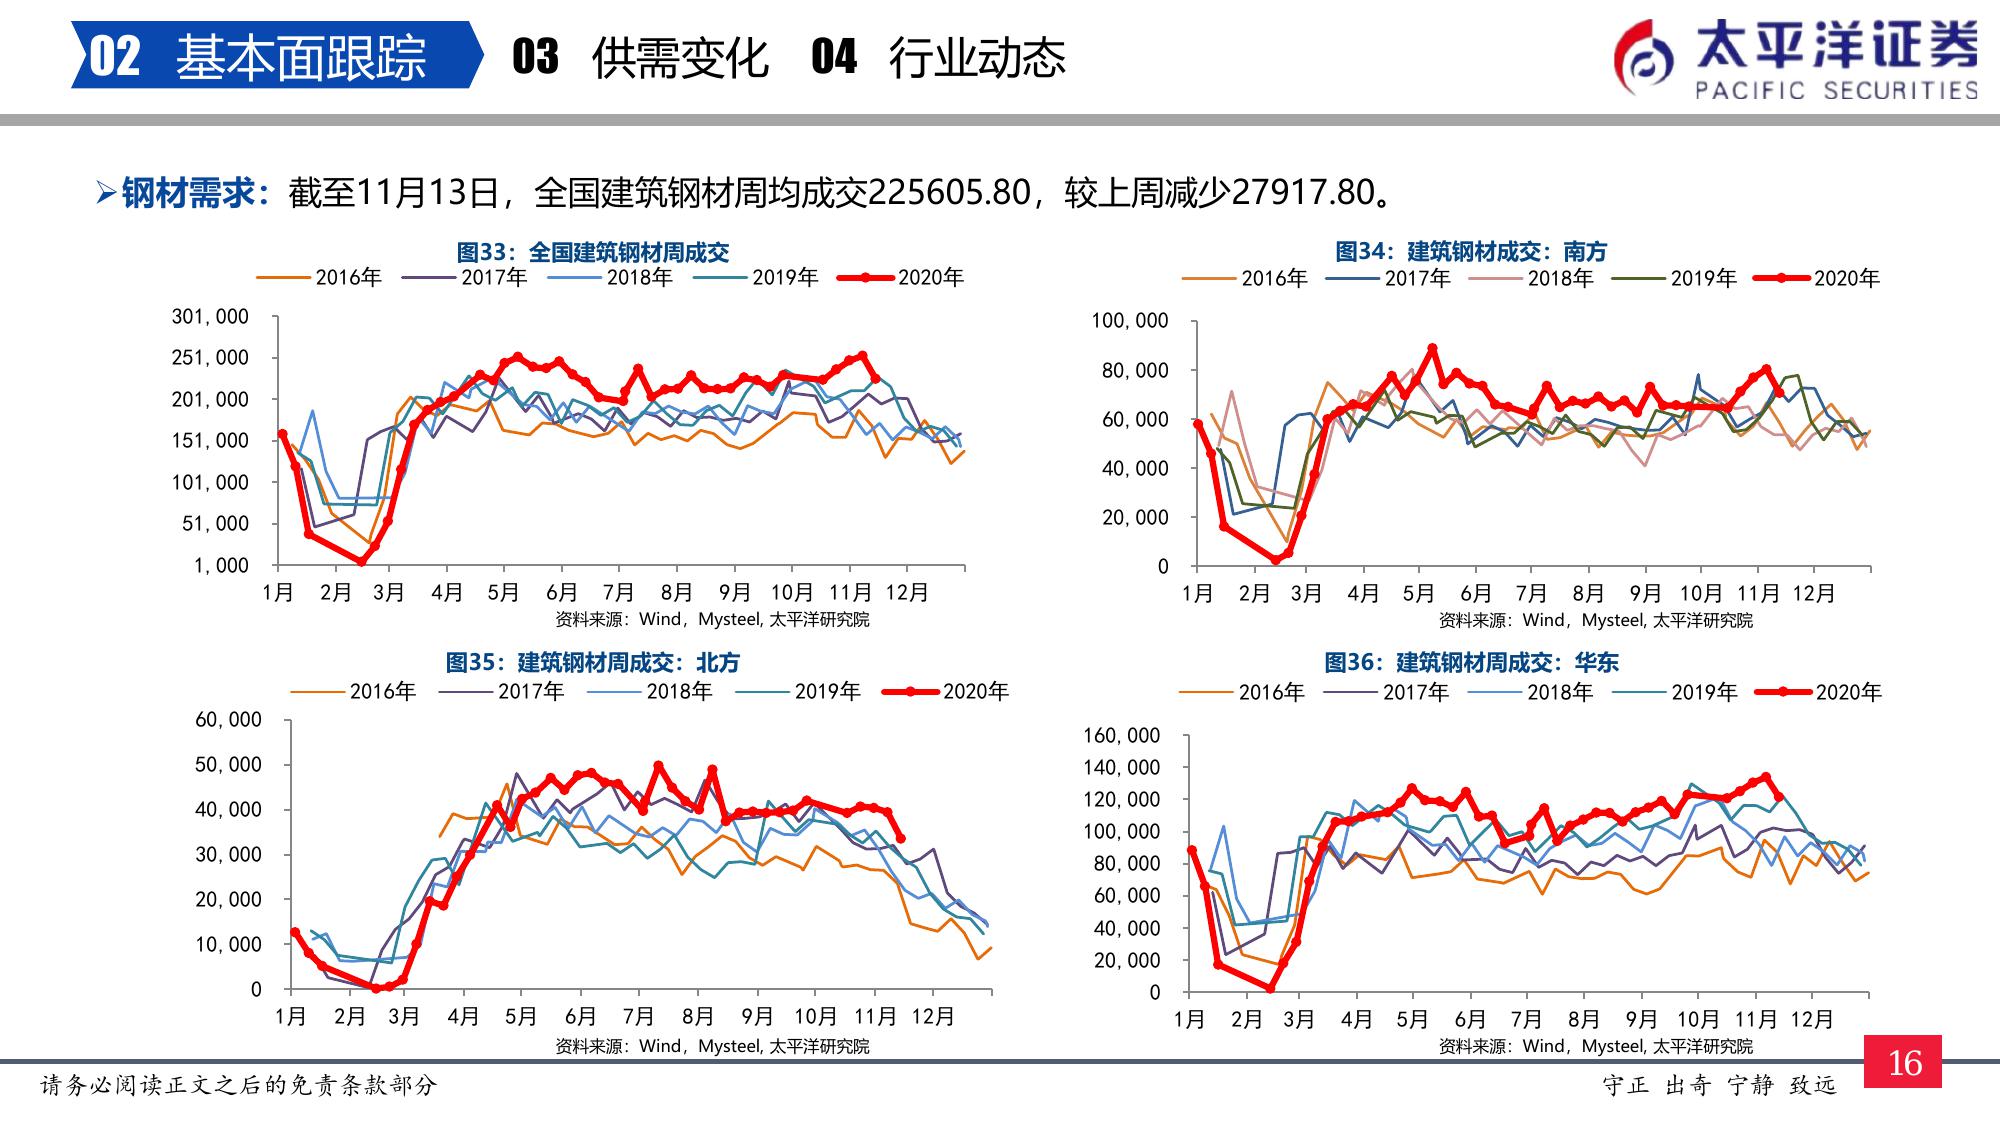 02 基本面跟踪 03 供需变化 04 行业动态
太平洋证券
PACIFIC SECURITIES
➢钢材需求：截至11月13日，全国建筑钢材周均成交225605.80，较上周减少27917.80。
图33：全国建筑钢材周成交
2016年 2017年 2018年 2019年 2020年
301,000
251,000
201,000
151,000
101,000
51,000
1,000
1月 2月 3月 4月 5月 6月 7月 8月 9月 10月 11月 12月
资料来源：Wind，Mysteel, 太平洋研究院
图34：建筑钢材成交：南方
2016年 2017年 2018年 2019年 2020年
100,000
80,000
60,000
40,000
20,000
0
1月 2月 3月 4月 5月 6月 7月 8月 9月 10月 11月 12月
资料来源：Wind，Mysteel, 太平洋研究院
图35：建筑钢材周成交：北方
2016年 2017年 2018年 2019年 2020年
60,000
50,000
40,000
30,000
20,000
10,000
0
1月 2月 3月 4月 5月 6月 7月 8月 9月 10月 11月 12月
资料来源：Wind，Mysteel, 太平洋研究院
图36：建筑钢材周成交：华东
2016年 2017年 2018年 2019年 2020年
160,000
140,000
120,000
100,000
80,000
60,000
40,000
20,000
0
1月 2月 3月 4月 5月 6月 7月 8月 9月 10月 11月 12月
资料来源：Wind，Mysteel, 太平洋研究院
请务必阅读正文之后的免责条款部分
守正 出奇 宁静 致远
16